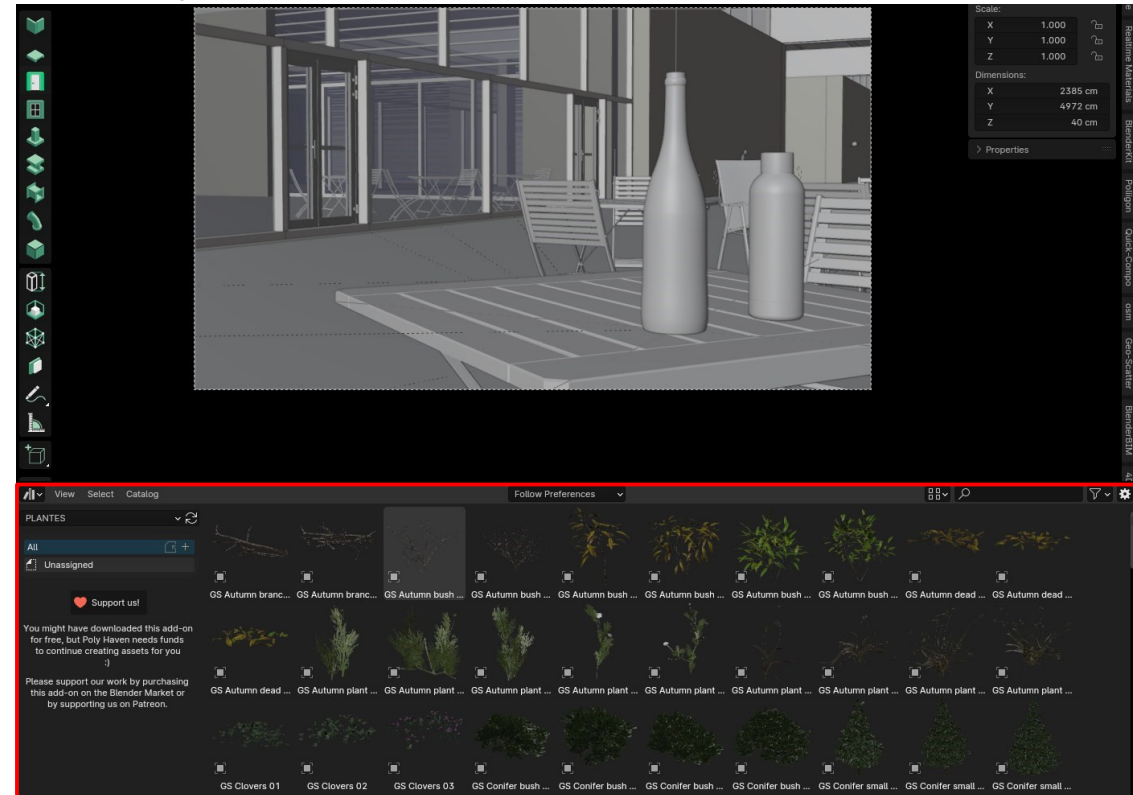 Scale:
X 1.000
Y 1.000
Z 1.000
Dimensions:
X 2385 cm
Y 4972 cm
Z 40 cm
Properties
Realtime Materials
BlenderKit
Poliigon
Quick-Compo
osm
Geo-Scatter
BlenderBIM
View Select Catalog Follow Preferences
PLANTES
All
Unassigned
Support us!
You might have downloaded this add-on
for free, but Poly Haven needs funds
to continue creating assets for you
:)
Please support our work by purchasing
this add-on on the Blender Market or
by supporting us on Patreon.
GS Autumn branc... GS Autumn branc... GS Autumn bush ... GS Autumn bush ... GS Autumn bush ... GS Autumn bush ... GS Autumn bush ... GS Autumn bush ... GS Autumn dead ... GS Autumn dead ...
GS Autumn dead ... GS Autumn plant ... GS Autumn plant ... GS Autumn plant ... GS Autumn plant ... GS Autumn plant ... GS Autumn plant ... GS Autumn plant ... GS Autumn plant ... GS Autumn plant ...
GS Clovers 01 GS Clovers 02 GS Clovers 03 GS Conifer bush ... GS Conifer bush ... GS Conifer bush ... GS Conifer bush ... GS Conifer small ... GS Conifer small ... GS Conifer small ...